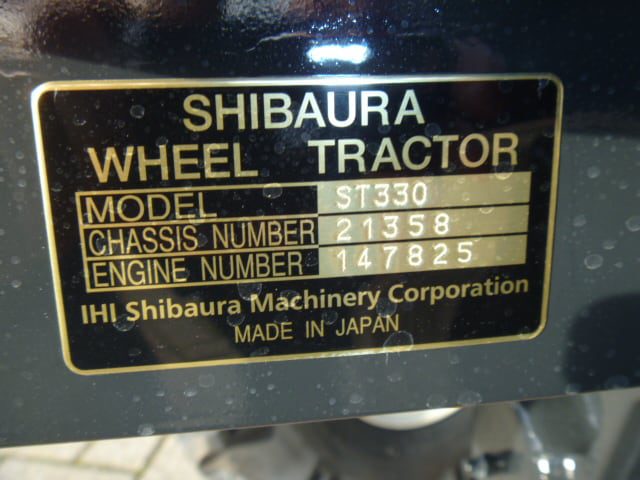 SHIBAURA
WHEEL TRACTOR
MODEL ST330
CHASSIS NUMBER 21358
ENGINE NUMBER 147825
IHI Shibaura Machinery Corporation
MADE IN JAPAN